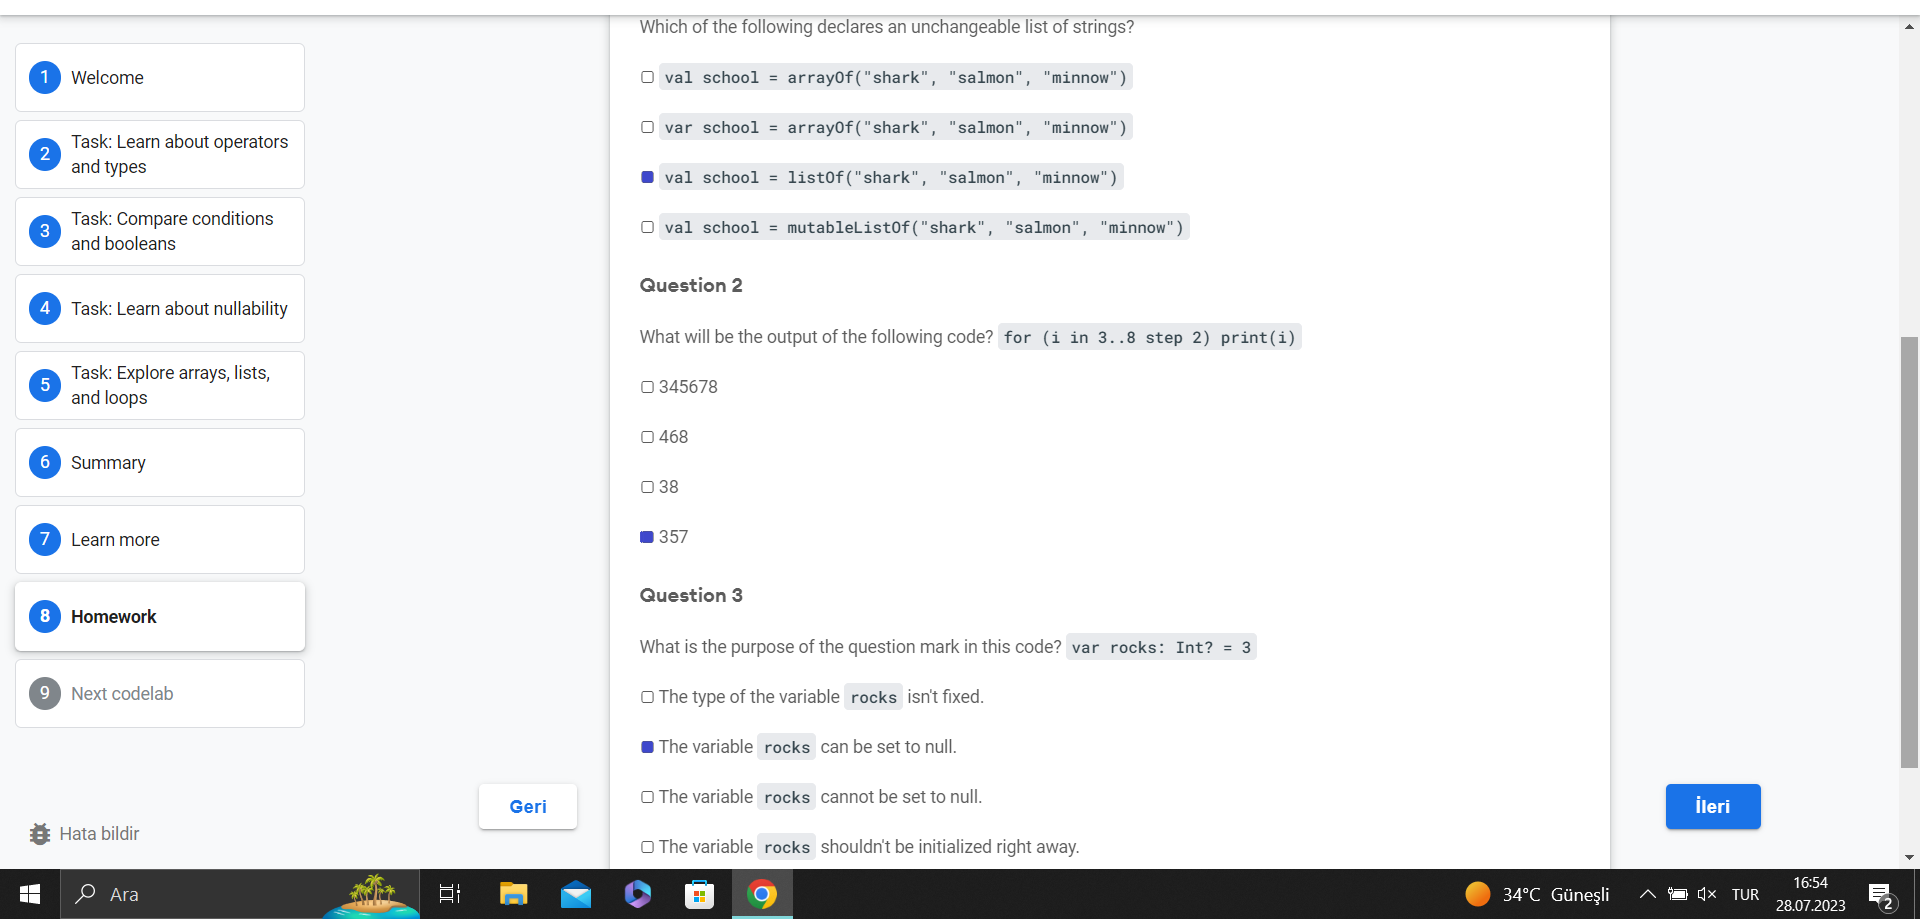 Which of the following declares an unchangeable list of strings?
val school = arrayOf("shark", "salmon", "minnow")
var school = arrayOf("shark", "salmon", "minnow")
val school = listOf("shark", "salmon", "minnow")
val school = mutableListOf("shark", "salmon", "minnow")
Question 2
What will be the output of the following code? for (i in 3..8 step 2) print(i)
345678
468
38
357
Question 3
What is the purpose of the question mark in this code? var rocks: Int? = 3
The type of the variable rocks isn't fixed.
The variable rocks can be set to null.
The variable rocks cannot be set to null.
The variable rocks shouldn't be initialized right away.
1 Welcome
2 Task: Learn about operators
and types
3 Task: Compare conditions
and booleans
4 Task: Learn about nullability
5 Task: Explore arrays, lists,
and loops
6 Summary
7 Learn more
8 Homework
9 Next codelab
Geri
İleri
Hata bildir
Ara
34°C Güneşli
TUR
16:54
28.07.2023
2